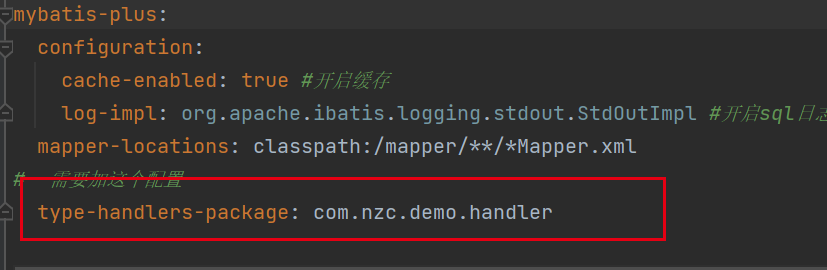 mybatis-plus:
configuration:
cache-enabled: true #开启缓存
log-impl: org.apache.ibatis.logging.stdout.StdOutImpl #开启sql日志
mapper-locations: classpath:/mapper/**/*Mapper.xml
# 需要加这个配置
type-handlers-package: com.nzc.demo.handler